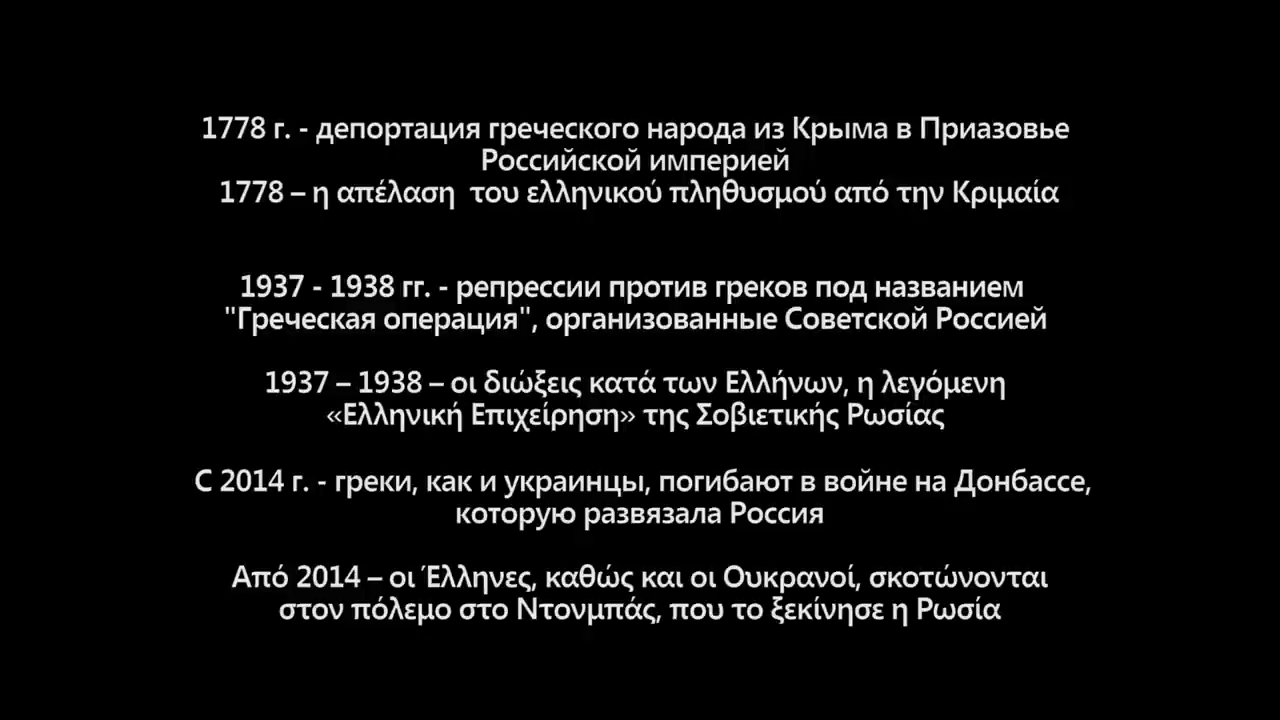 1778 г. - депортация греческого народа из Крыма в Приазовье
Российской империей
1778 – η απέλαση του ελληνικού πληθυσμού από την Κριμαία
1937 - 1938 гг. - репрессии против греков под названием
"Греческая операция", организованные Советской Россией
1937 – 1938 – οι διώξεις κατά των Ελλήνων, η λεγόμενη
«Ελληνική Επιχείρηση» της Σοβιετικής Ρωσίας
С 2014 г. - греки, как и украинцы, погибают в войне на Донбассе,
которую развязала Россия
Από 2014 – οι Έλληνες, καθώς και οι Ουκρανοί, σκοτώνονται
στον πόλεμο στο Ντονμπάς, που το ξεκίνησε η Ρωσία